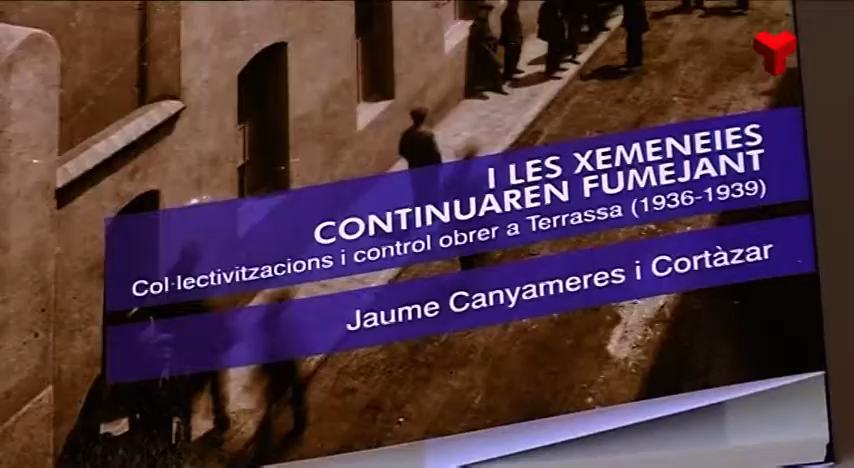 I LES XEMENEIES
CONTINUAREN FUMEJANT
Col·lectivitzacions i control obrer a Terrassa (1936-1939)
Jaume Canyameres i Cortàzar